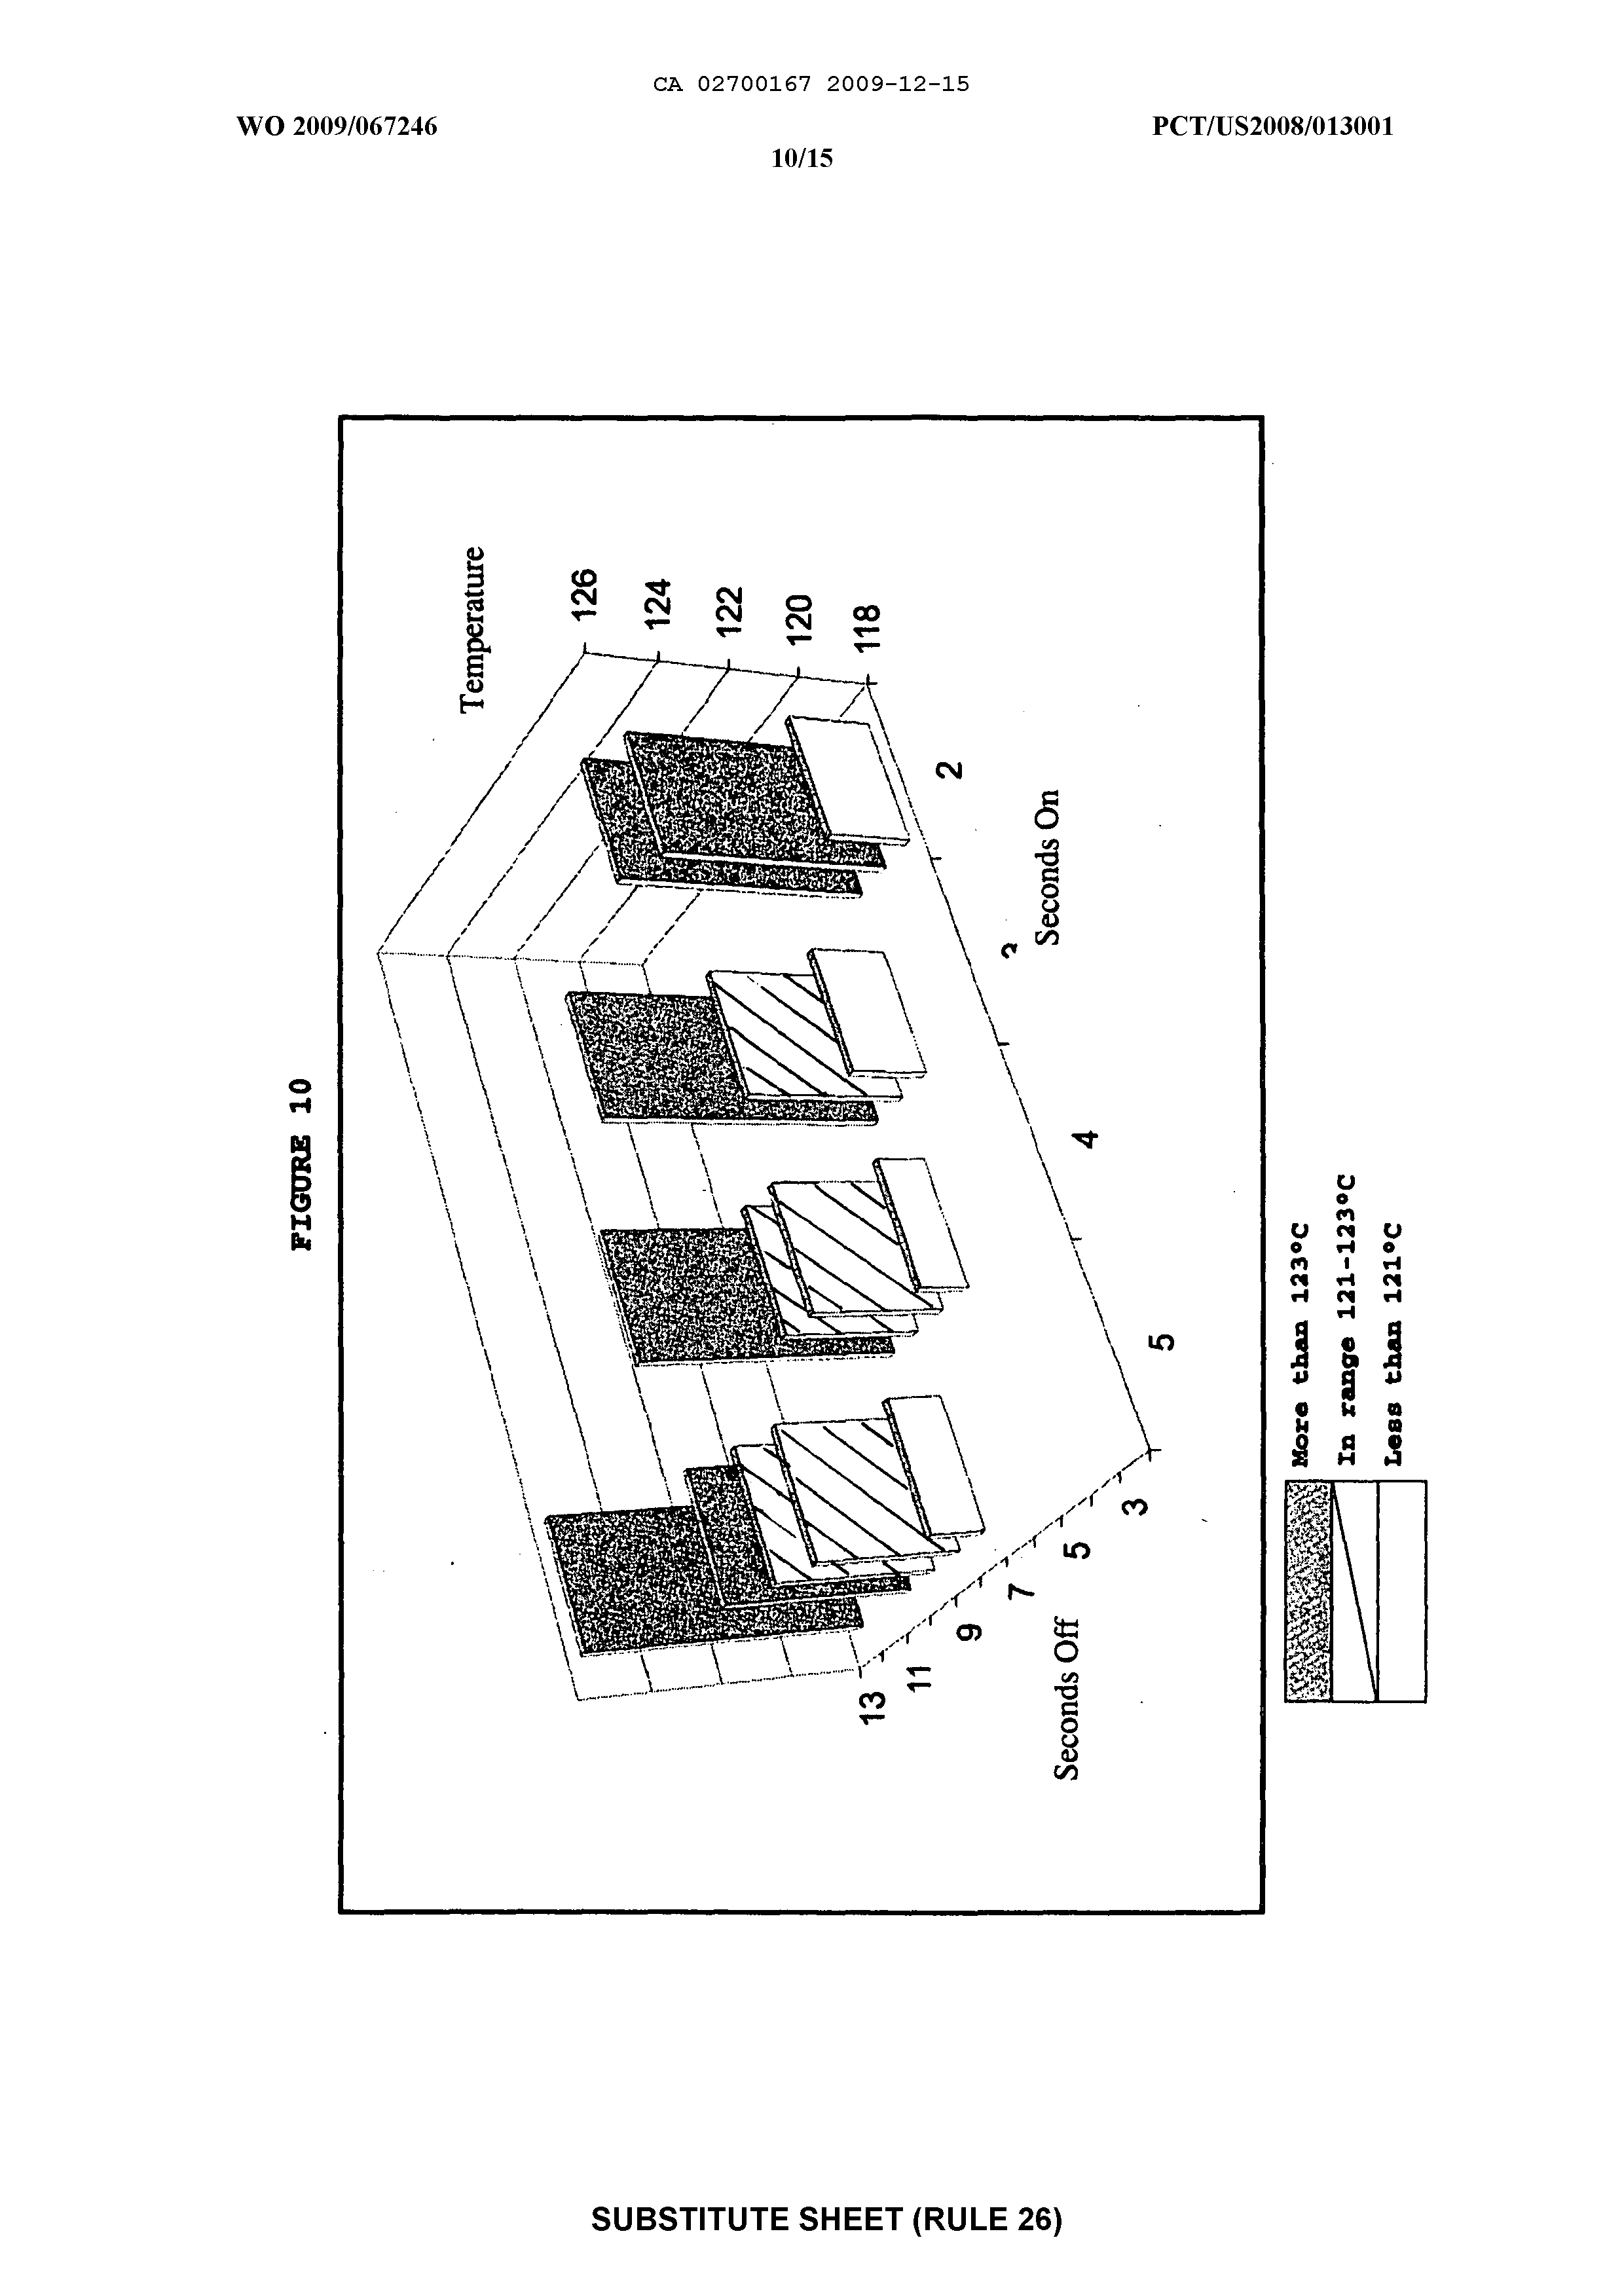 CA 02700167 2009-12-15
WO 2009/067246
PCT/US2008/013001
10/15
FIGURE 10
Temperature
126
124
122
120
118
2
Seconds On
4
5
13
11
9
7
5
3
Seconds Off
More than 123°C
In range 121-123°C
Less than 121°C
SUBSTITUTE SHEET (RULE 26)